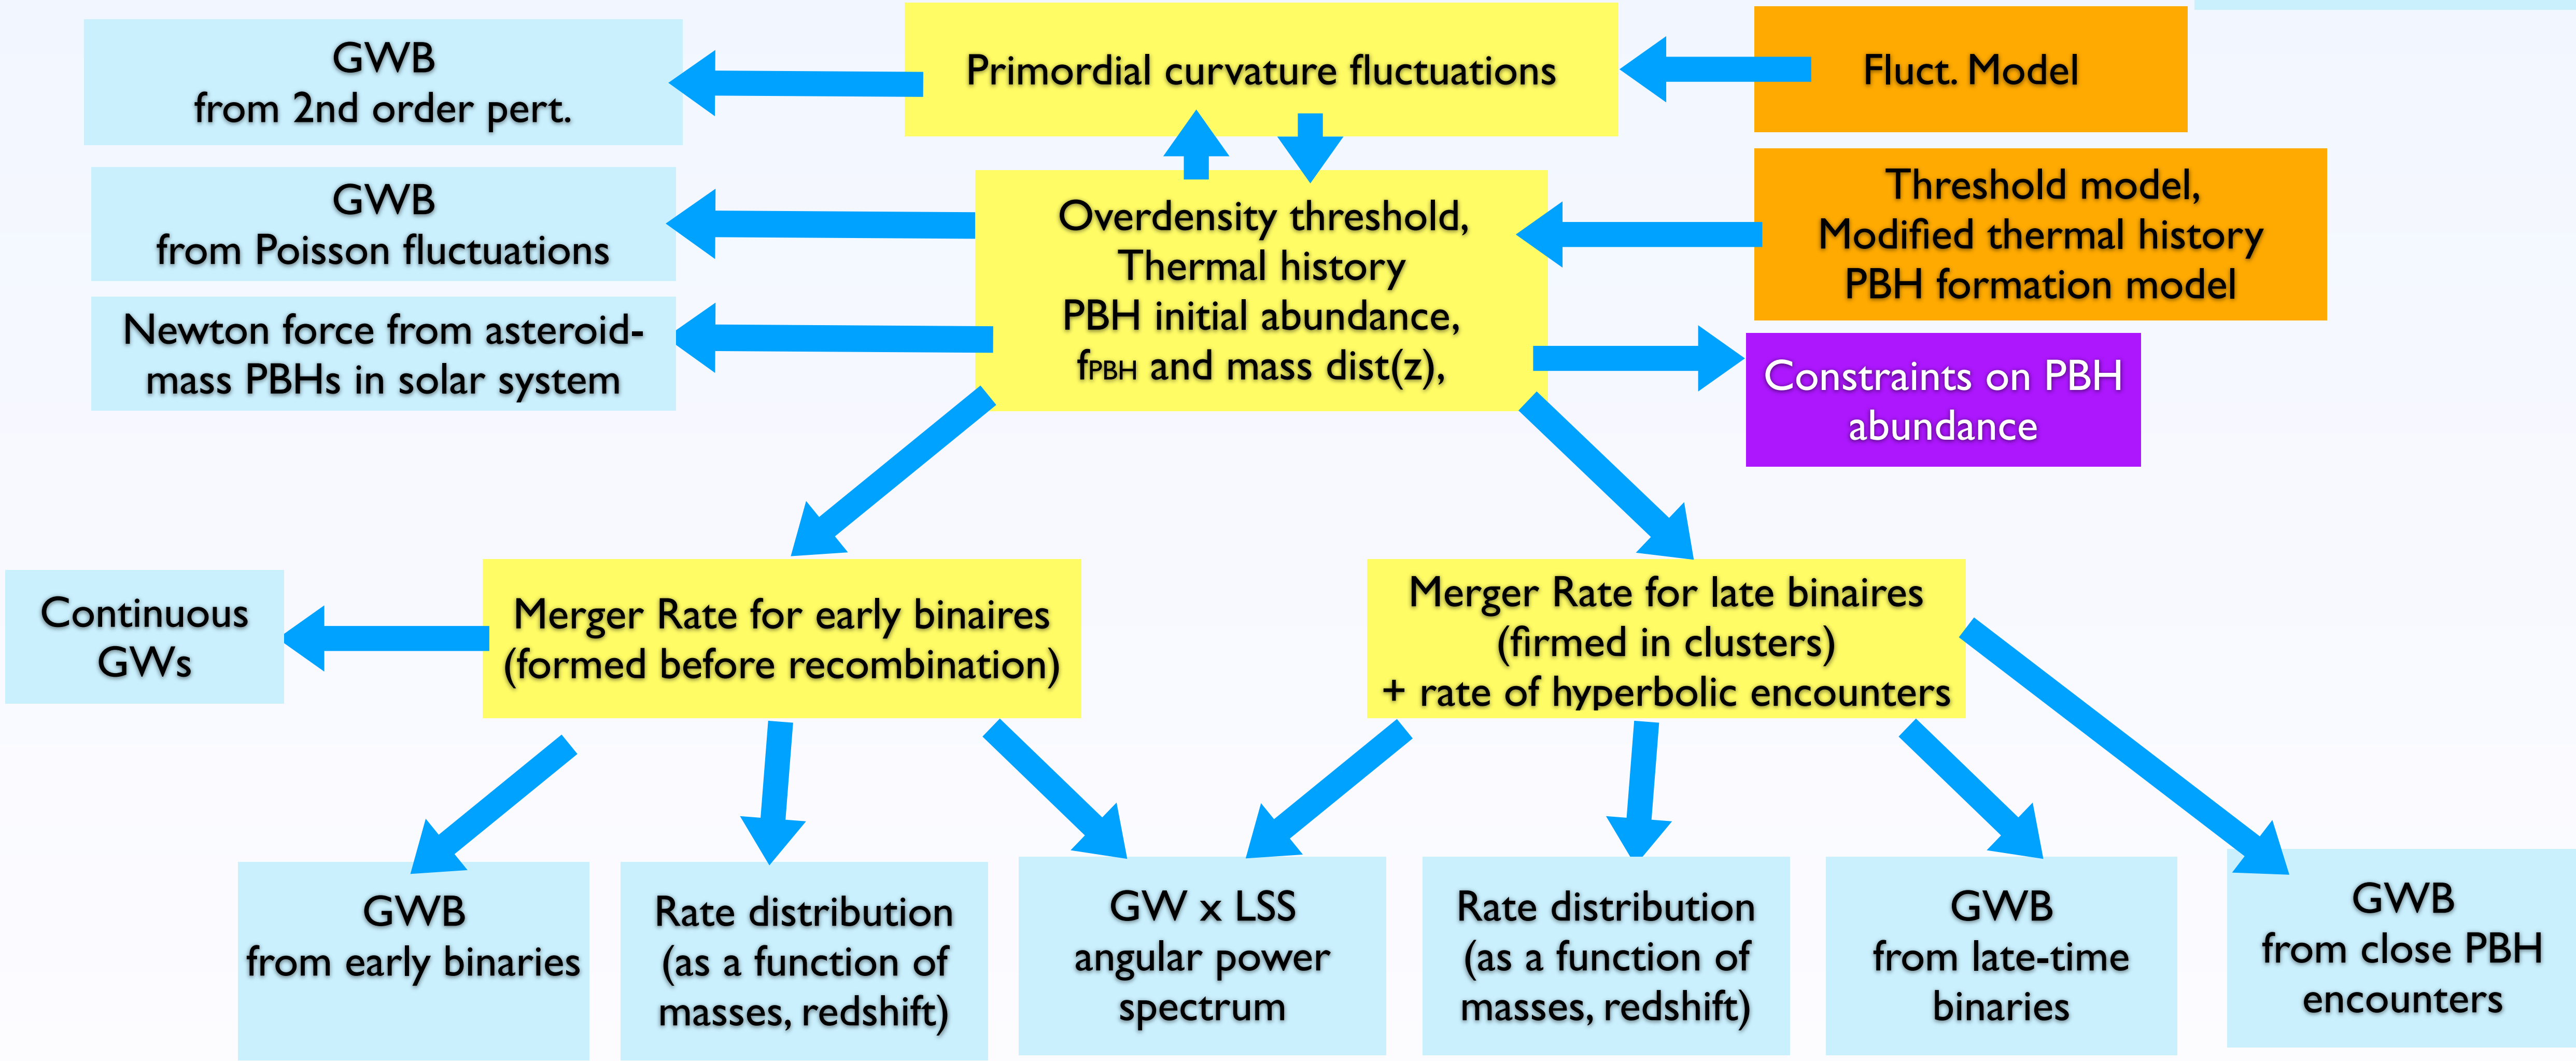 GWB
from 2nd order pert.
Primordial curvature fluctuations
Fluct. Model
GWB
from Poisson fluctuations
Newton force from asteroid-
mass PBHs in solar system
Overdensity threshold,
Thermal history
PBH initial abundance,
fPBH and mass dist(z),
Threshold model,
Modified thermal history
PBH formation model
Constraints on PBH
abundance
Continuous
GWs
Merger Rate for early binaires
(formed before recombination)
Merger Rate for late binaires
(firmed in clusters)
+ rate of hyperbolic encounters
GWB
from early binaries
Rate distribution
(as a function of
masses, redshift)
GW x LSS
angular power
spectrum
Rate distribution
(as a function of
masses, redshift)
GWB
from late-time
binaries
GWB
from close PBH
encounters